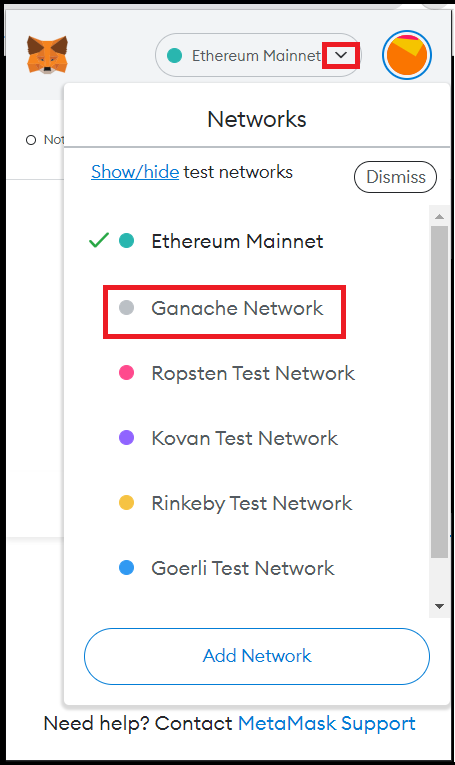 Ethereum Mainnet
Not
Networks
Show/hide test networks
Dismiss
Ethereum Mainnet
Ganache Network
Ropsten Test Network
Kovan Test Network
Rinkeby Test Network
Goerli Test Network
Add Network
Need help? Contact MetaMask Support